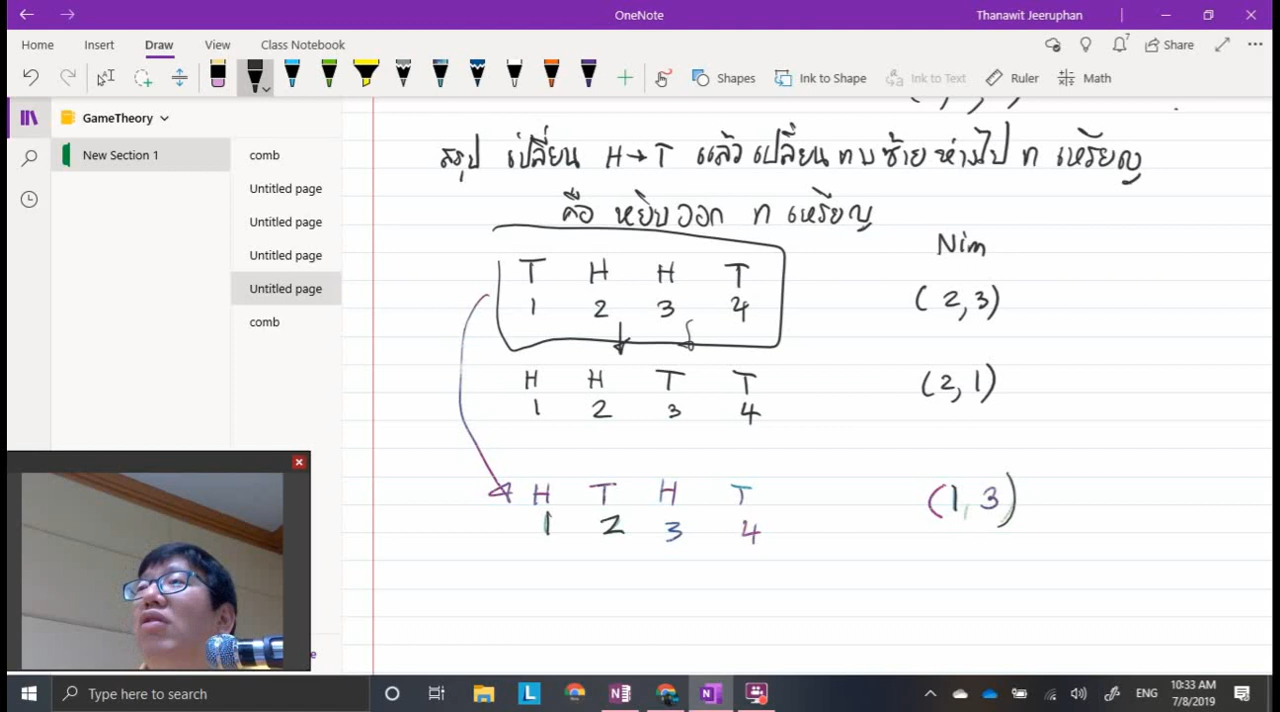 OneNote
Thanawit Jeeruphan
Home Insert Draw View Class Notebook
7
Share
Shapes Ink to Shape Ink to Text Ruler Math
GameTheory
New Section 1
comb
Untitled page
Untitled page
Untitled page
Untitled page
comb
สรุป เปลี่ยน H→T แล้วเปลี่ยนทางซ้ายห่างไป n เหรียญ
คือ หยิบออก n เหรียญ
Nim
T H H T
1 2 3 4
(2,3)
H H T T
1 2 3 4
(2,1)
H T H T
1 2 3 4
(1,3)
Type here to search
ENG
10:33 AM
7/8/2019